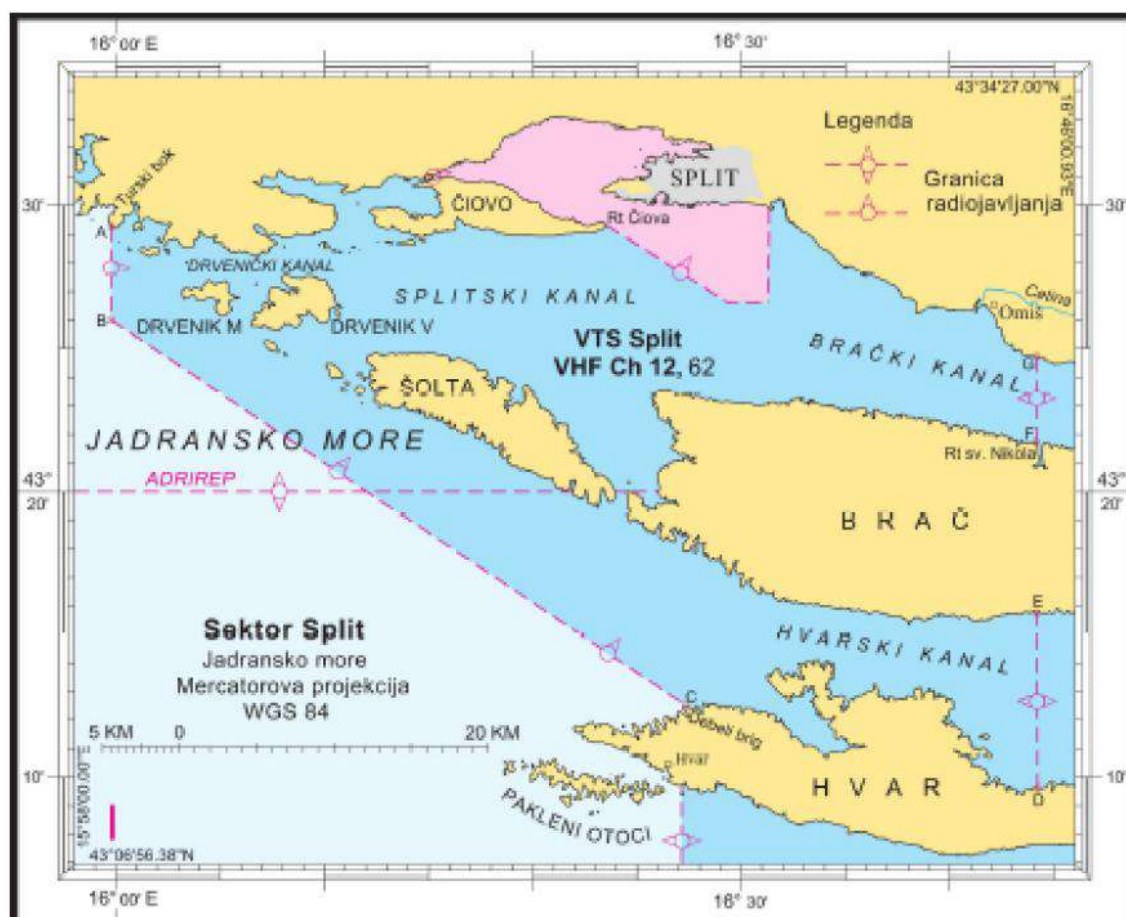 16° 00' E
16° 30'
43°34'27.00"N
16°46'00.93"E
Legenda
Granica
radiojavljanja
Turski bok
SPLIT
ČIOVO
30'
30'
A
Rt Čiova
DRVENIČKI KANAL
SPLITSKI KANAL
Cetina
Omiš
B
DRVENIK M
DRVENIK V
VTS Split
VHF Ch 12, 62
BRAČKI KANAL
G
ŠOLTA
JADRANSKO MORE
F
Rt sv. Nikola
ADRIREP
43°
20'
43°
20'
BRAČ
E
Sektor Split
Jadransko more
Mercatorova projekcija
WGS 84
HVARSKI KANAL
C
Debeli brig
5 KM 0 20 KM
Hvar
10'
10'
HVAR
D
PAKLENI OTOCI
15°58'00.00"E
43°06'56.38"N
16° 00' E
16° 30'